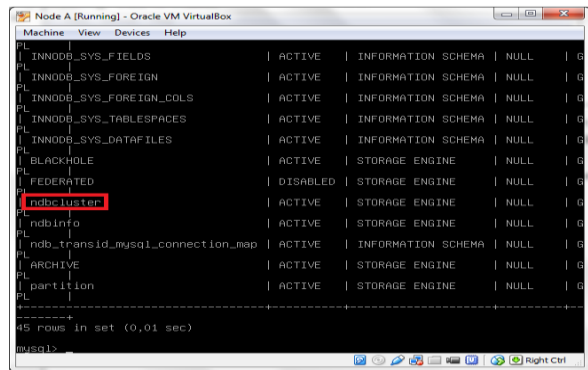 Node A [Running] - Oracle VM VirtualBox
Machine View Devices Help
PL |
| INNODB_SYS_FIELDS | ACTIVE | INFORMATION SCHEMA | NULL | G
PL |
| INNODB_SYS_FOREIGN | ACTIVE | INFORMATION SCHEMA | NULL | G
PL |
| INNODB_SYS_FOREIGN_COLS | ACTIVE | INFORMATION SCHEMA | NULL | G
PL |
| INNODB_SYS_TABLESPACES | ACTIVE | INFORMATION SCHEMA | NULL | G
PL |
| INNODB_SYS_DATAFILES | ACTIVE | INFORMATION SCHEMA | NULL | G
PL |
| BLACKHOLE | ACTIVE | STORAGE ENGINE | NULL | G
PL |
| FEDERATED | DISABLED | STORAGE ENGINE | NULL | G
PL |
| ndbcluster | ACTIVE | STORAGE ENGINE | NULL | G
PL |
| ndbinfo | ACTIVE | STORAGE ENGINE | NULL | G
PL |
| ndb_transid_mysql_connection_map | ACTIVE | INFORMATION SCHEMA | NULL | G
PL |
| ARCHIVE | ACTIVE | STORAGE ENGINE | NULL | G
PL |
| partition | ACTIVE | STORAGE ENGINE | NULL | G
PL |
45 rows in set (0,01 sec)
mysql> _
Right Ctrl